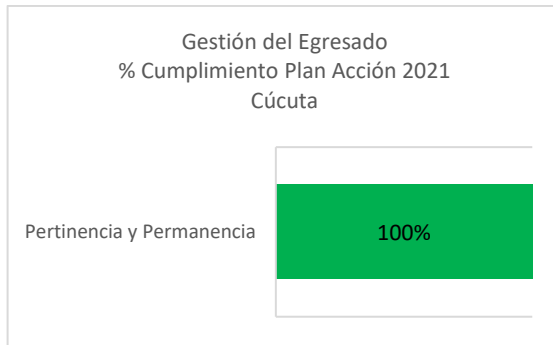 Gestión del Egresado
% Cumplimiento Plan Acción 2021
Cúcuta
Pertinencia y Permanencia
100%